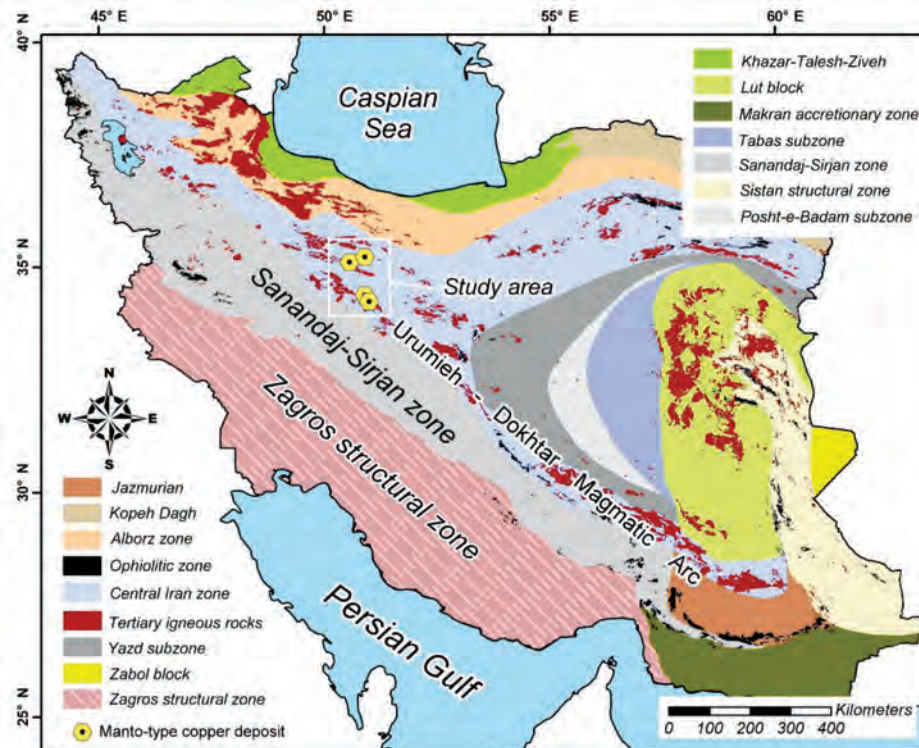 45° E
50° E
55° E
60° E
40° N
35° N
30° N
25° N
Caspian
Sea
Khazar-Talesh-Ziveh
Lut block
Makran accretionary zone
Tabas subzone
Sanandaj-Sirjan zone
Sistan structural zone
Posht-e-Badam subzone
Study area
Sanandaj-Sirjan zone
Urumieh - Dokhtar Magmatic Arc
Zagros structural zone
Persian Gulf
N
W
E
S
Jazmurian
Kopeh Dagh
Alborz zone
Ophiolitic zone
Central Iran zone
Tertiary igneous rocks
Yazd subzone
Zabol block
Zagros structural zone
Manto-type copper deposit
Kilometers
0 100 200 300 400